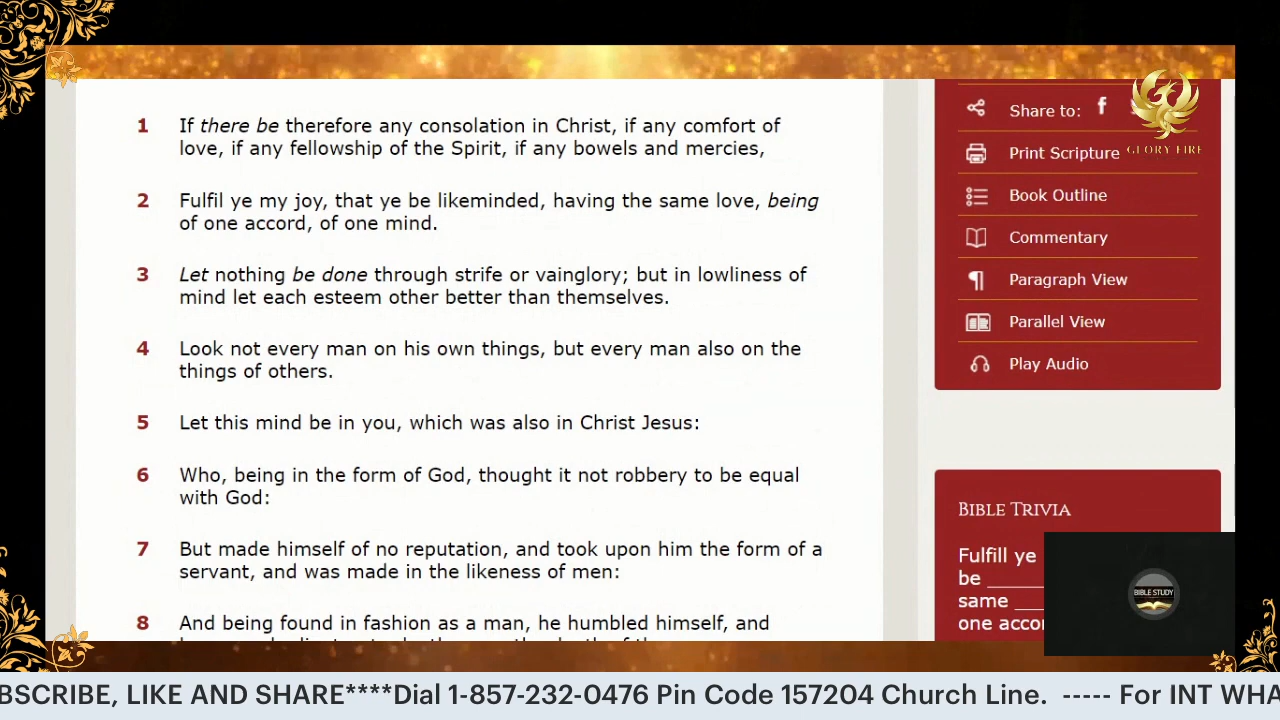 1 If there be therefore any consolation in Christ, if any comfort of
love, if any fellowship of the Spirit, if any bowels and mercies,
2 Fulfil ye my joy, that ye be likeminded, having the same love, being
of one accord, of one mind.
3 Let nothing be done through strife or vainglory; but in lowliness of
mind let each esteem other better than themselves.
4 Look not every man on his own things, but every man also on the
things of others.
5 Let this mind be in you, which was also in Christ Jesus:
6 Who, being in the form of God, thought it not robbery to be equal
with God:
7 But made himself of no reputation, and took upon him the form of a
servant, and was made in the likeness of men:
8 And being found in fashion as a man, he humbled himself, and
Share to:
GLORY FIRE
Print Scripture
Book Outline
Commentary
Paragraph View
Parallel View
Play Audio
BIBLE TRIVIA
Fulfill ye
be ______
same ___
one accor
BIBLE STUDY
BSCRIBE, LIKE AND SHARE****Dial 1-857-232-0476 Pin Code 157204 Church Line. ----- For INT WHA